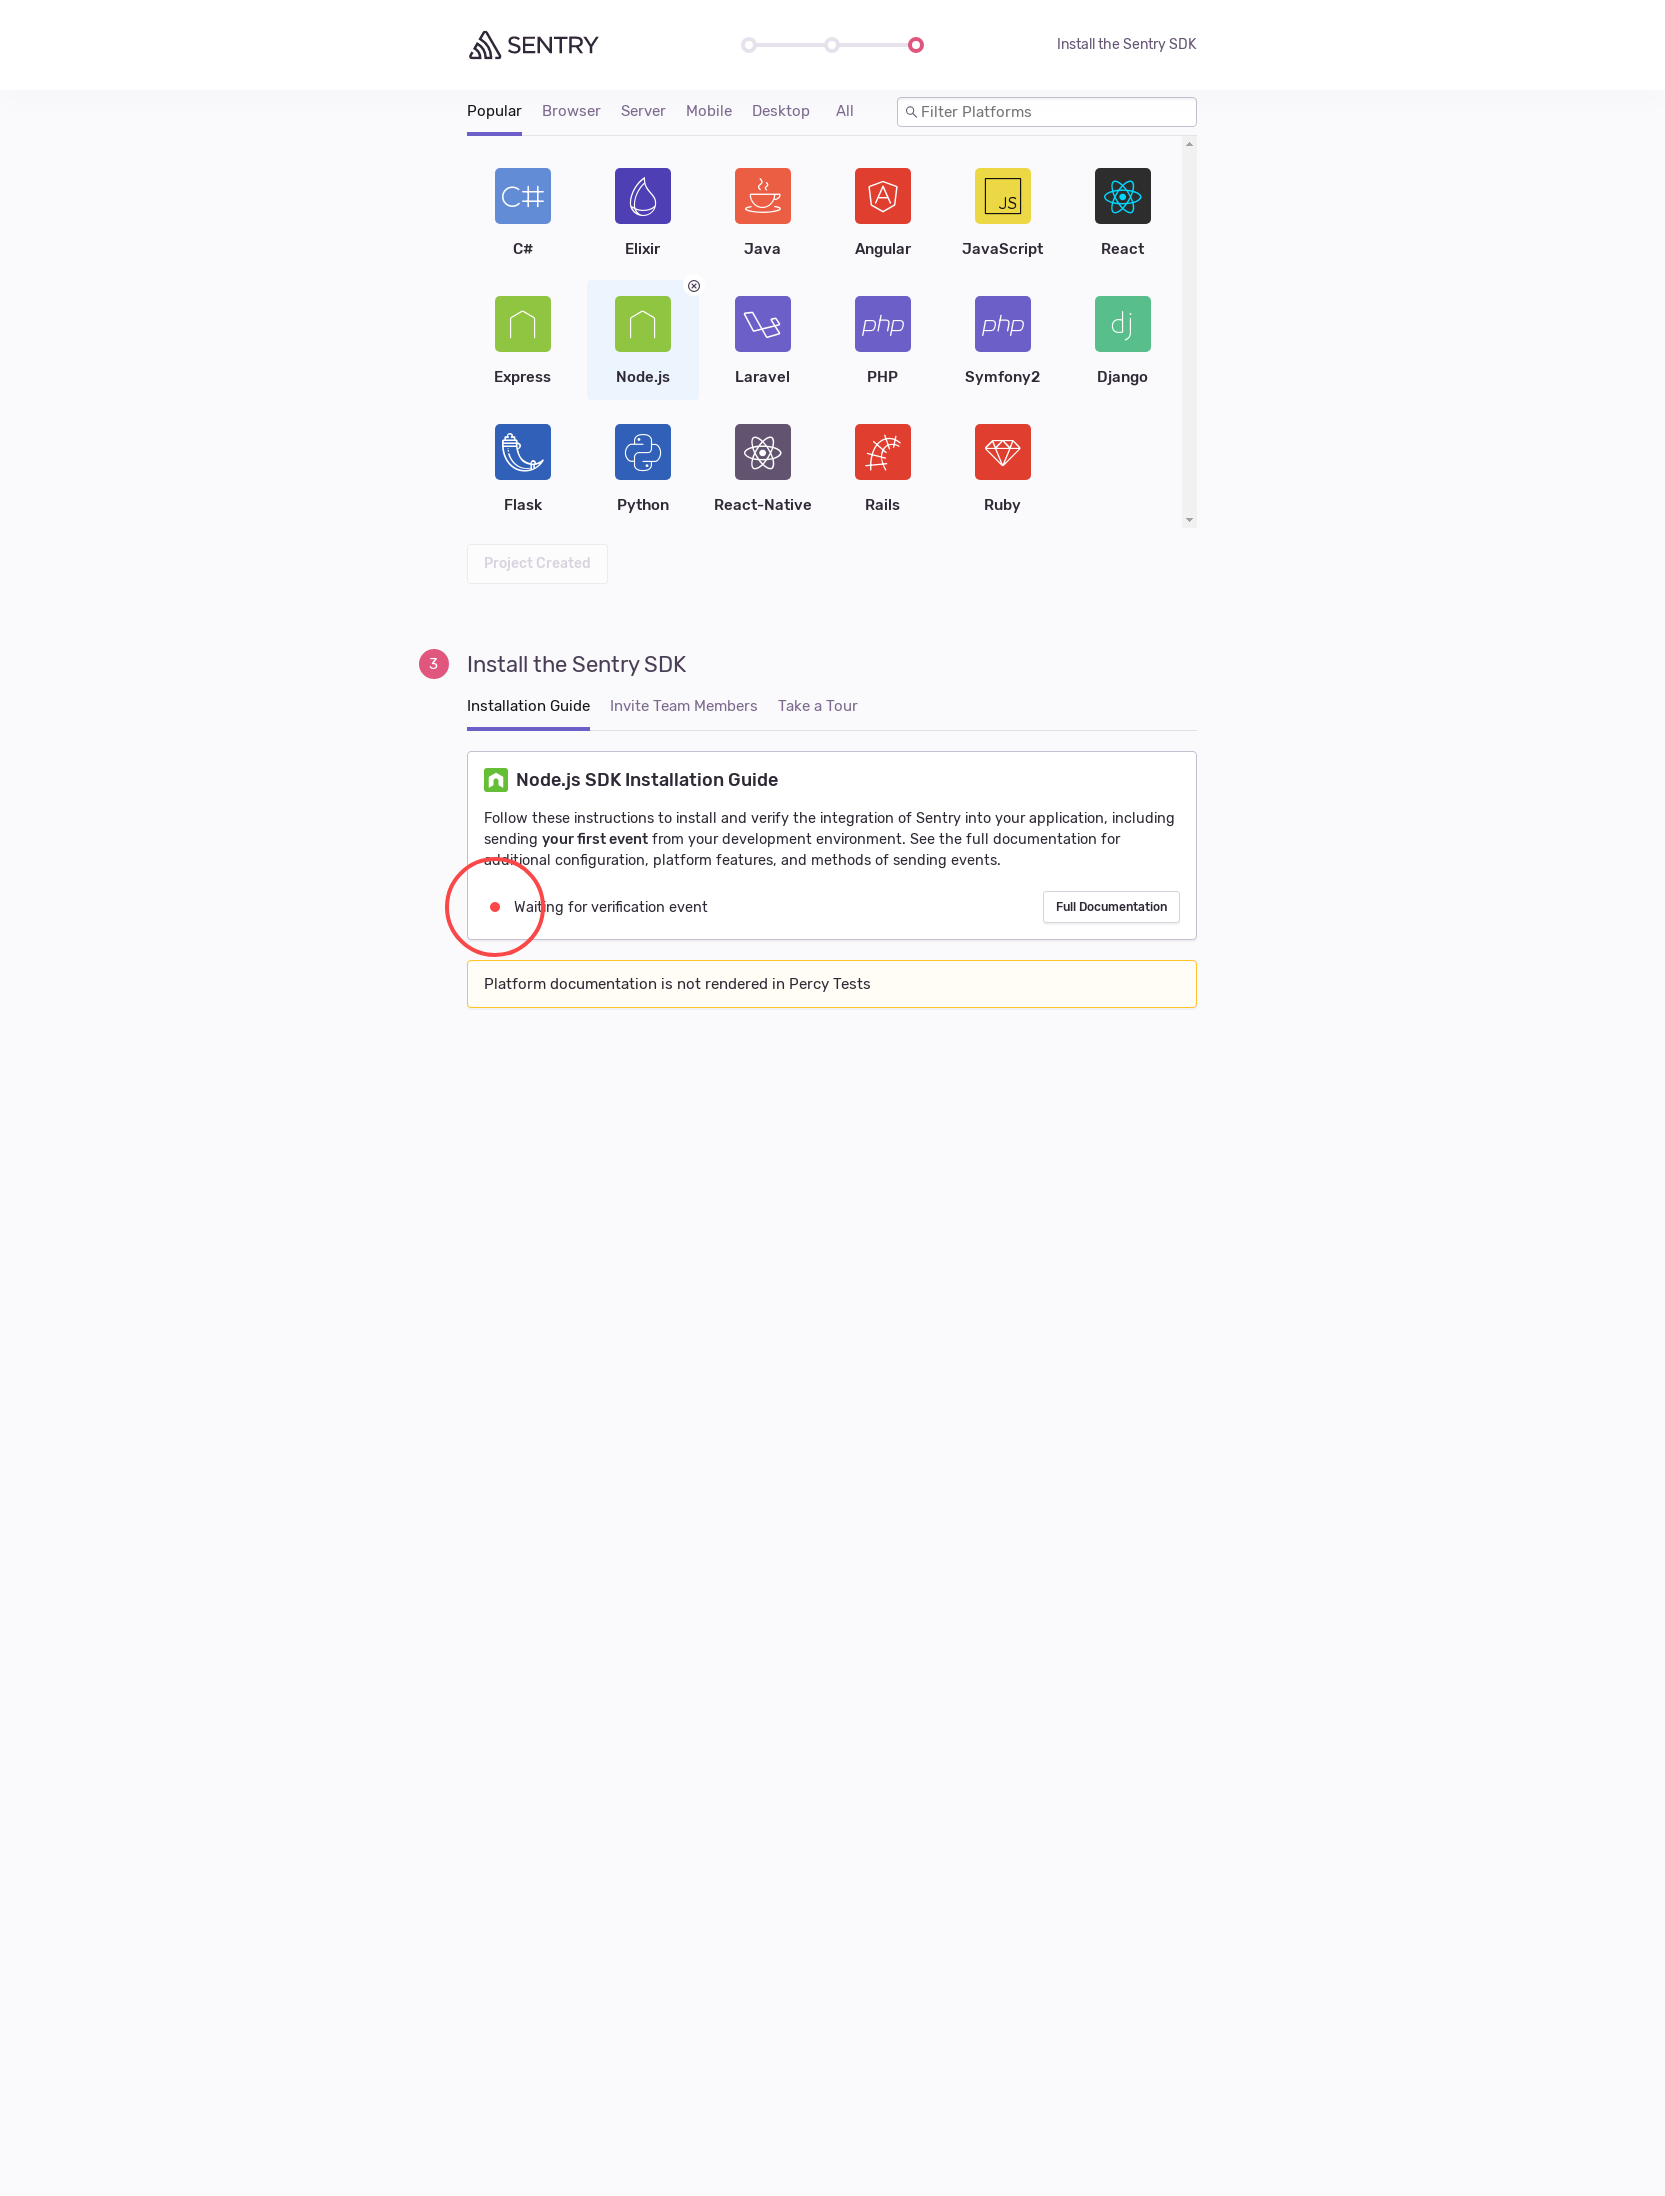 SENTRY
Install the Sentry SDK
Popular Browser Server Mobile Desktop All Filter Platforms
C#
JS
C# Elixir Java Angular JavaScript React
php php dj
Express Node.js Laravel PHP Symfony2 Django
Flask Python React-Native Rails Ruby
Project Created
3 Install the Sentry SDK
Installation Guide Invite Team Members Take a Tour
Node.js SDK Installation Guide
Follow these instructions to install and verify the integration of Sentry into your application, including
sending your first event from your development environment. See the full documentation for
additional configuration, platform features, and methods of sending events.
Waiting for verification event Full Documentation
Platform documentation is not rendered in Percy Tests